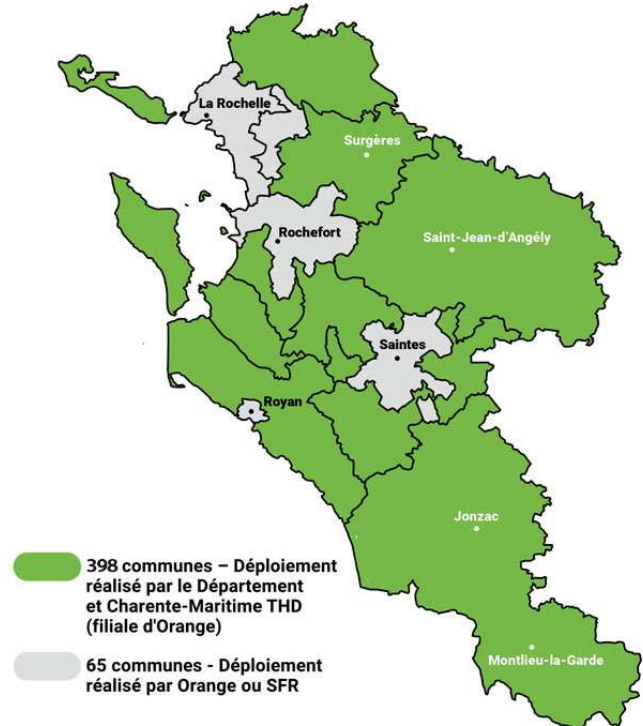 La Rochelle
Surgères
Rochefort
Saint-Jean-d'Angèly
Saintes
Royan
Jonzac
398 communes – Déploiement
réalisé par le Département
et Charente-Maritime THD
(filiale d'Orange)
65 communes - Déploiement
réalisé par Orange ou SFR
Montlieu-la-Garde